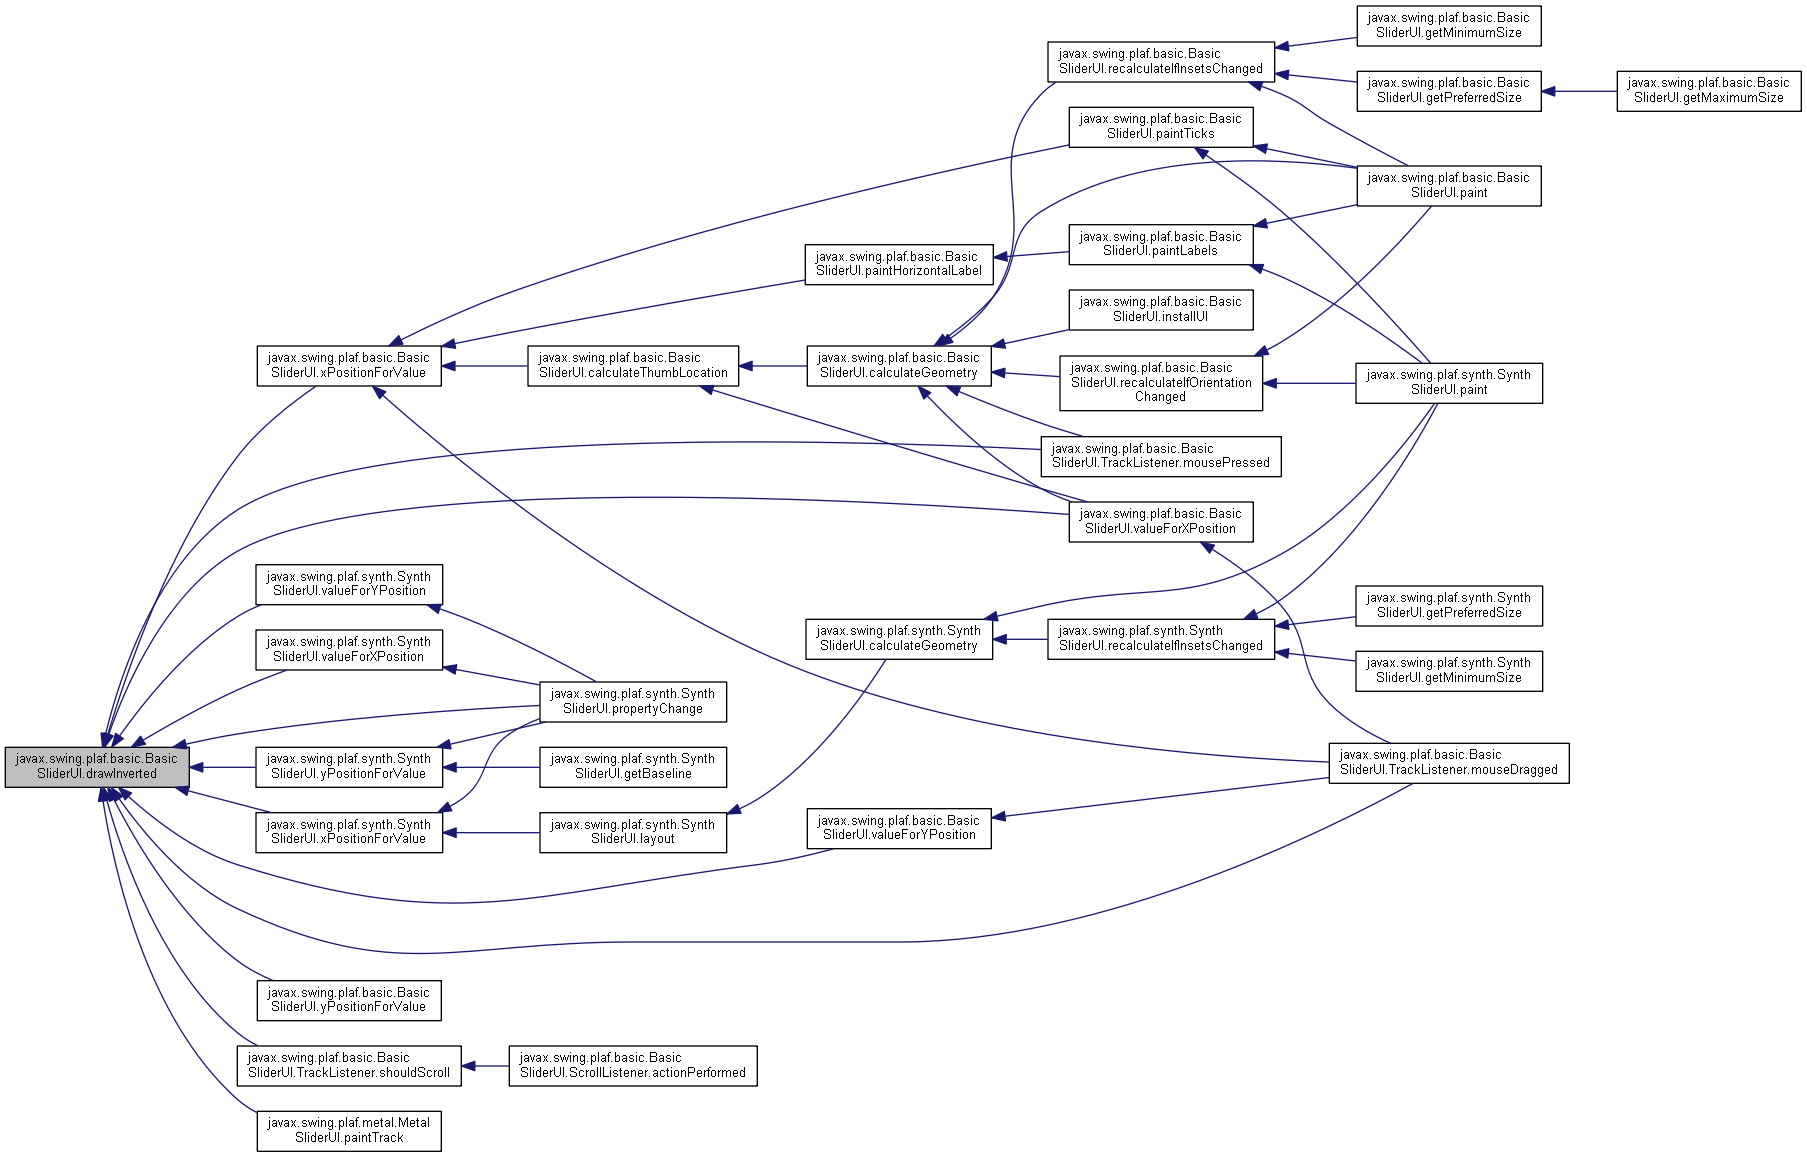 javax.swing.plaf.basic.Basic
SliderUI.drawInverted
javax.swing.plaf.basic.Basic
SliderUI.xPositionForValue
javax.swing.plaf.synth.Synth
SliderUI.valueForYPosition
javax.swing.plaf.synth.Synth
SliderUI.valueForXPosition
javax.swing.plaf.synth.Synth
SliderUI.yPositionForValue
javax.swing.plaf.synth.Synth
SliderUI.xPositionForValue
javax.swing.plaf.basic.Basic
SliderUI.yPositionForValue
javax.swing.plaf.basic.Basic
SliderUI.TrackListener.shouldScroll
javax.swing.plaf.metal.Metal
SliderUI.paintTrack
javax.swing.plaf.basic.Basic
SliderUI.calculateThumbLocation
javax.swing.plaf.synth.Synth
SliderUI.propertyChange
javax.swing.plaf.synth.Synth
SliderUI.getBaseline
javax.swing.plaf.synth.Synth
SliderUI.layout
javax.swing.plaf.basic.Basic
SliderUI.ScrollListener.actionPerformed
javax.swing.plaf.basic.Basic
SliderUI.paintHorizontalLabel
javax.swing.plaf.basic.Basic
SliderUI.calculateGeometry
javax.swing.plaf.synth.Synth
SliderUI.calculateGeometry
javax.swing.plaf.basic.Basic
SliderUI.valueForYPosition
javax.swing.plaf.basic.Basic
SliderUI.recalculateIfInsetsChanged
javax.swing.plaf.basic.Basic
SliderUI.paintTicks
javax.swing.plaf.basic.Basic
SliderUI.paintLabels
javax.swing.plaf.basic.Basic
SliderUI.installUI
javax.swing.plaf.basic.Basic
SliderUI.recalculateIfOrientation
Changed
javax.swing.plaf.basic.Basic
SliderUI.TrackListener.mousePressed
javax.swing.plaf.basic.Basic
SliderUI.valueForXPosition
javax.swing.plaf.synth.Synth
SliderUI.recalculateIfInsetsChanged
javax.swing.plaf.basic.Basic
SliderUI.getMinimumSize
javax.swing.plaf.basic.Basic
SliderUI.getPreferredSize
javax.swing.plaf.basic.Basic
SliderUI.paint
javax.swing.plaf.synth.Synth
SliderUI.paint
javax.swing.plaf.synth.Synth
SliderUI.getPreferredSize
javax.swing.plaf.synth.Synth
SliderUI.getMinimumSize
javax.swing.plaf.basic.Basic
SliderUI.TrackListener.mouseDragged
javax.swing.plaf.basic.Basic
SliderUI.getMaximumSize